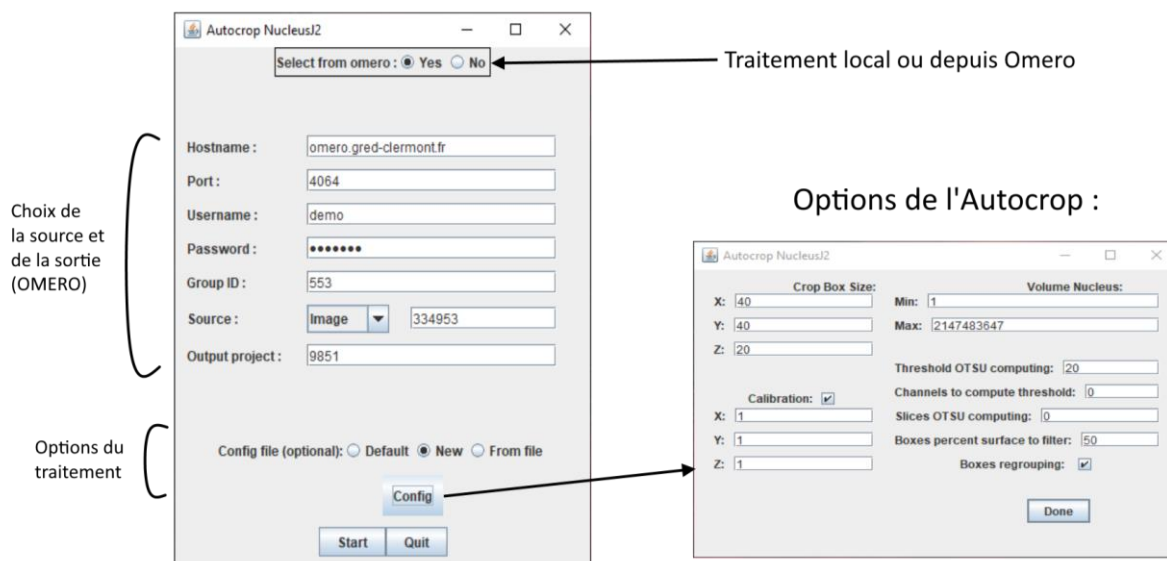 Autocrop NucleusJ2
Select from omero : Yes No
Traitement local ou depuis Omero
Hostname : omero.gred-clermont.fr
Port : 4064
Username : demo
Password : •••••••
Group ID : 553
Source : Image 334953
Output project : 9851
Choix de
la source et
de la sortie
(OMERO)
Options du
traitement
Config file (optional): Default New From file
Config
Start Quit
Options de l'Autocrop :
Autocrop NucleusJ2
Crop Box Size: Volume Nucleus:
X: 40 Min: 1
Y: 40 Max: 2147483647
Z: 20
Threshold OTSU computing: 20
Calibration: Channels to compute threshold: 0
X: 1 Slices OTSU computing: 0
Y: 1 Boxes percent surface to filter: 50
Z: 1 Boxes regrouping:
Done